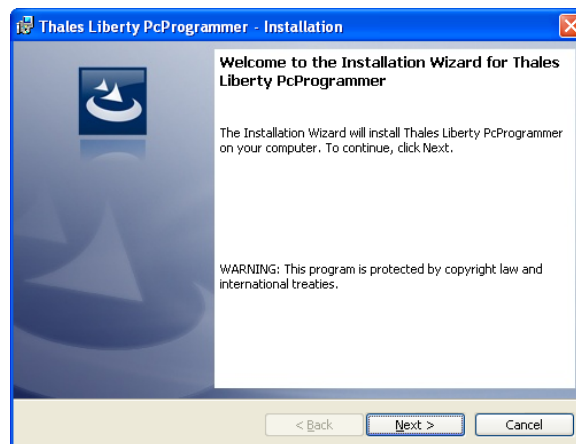 Thales Liberty PcProgrammer - Installation
Welcome to the Installation Wizard for Thales
Liberty PcProgrammer
The Installation Wizard will install Thales Liberty PcProgrammer
on your computer. To continue, click Next.
WARNING: This program is protected by copyright law and
international treaties.
< Back Next > Cancel